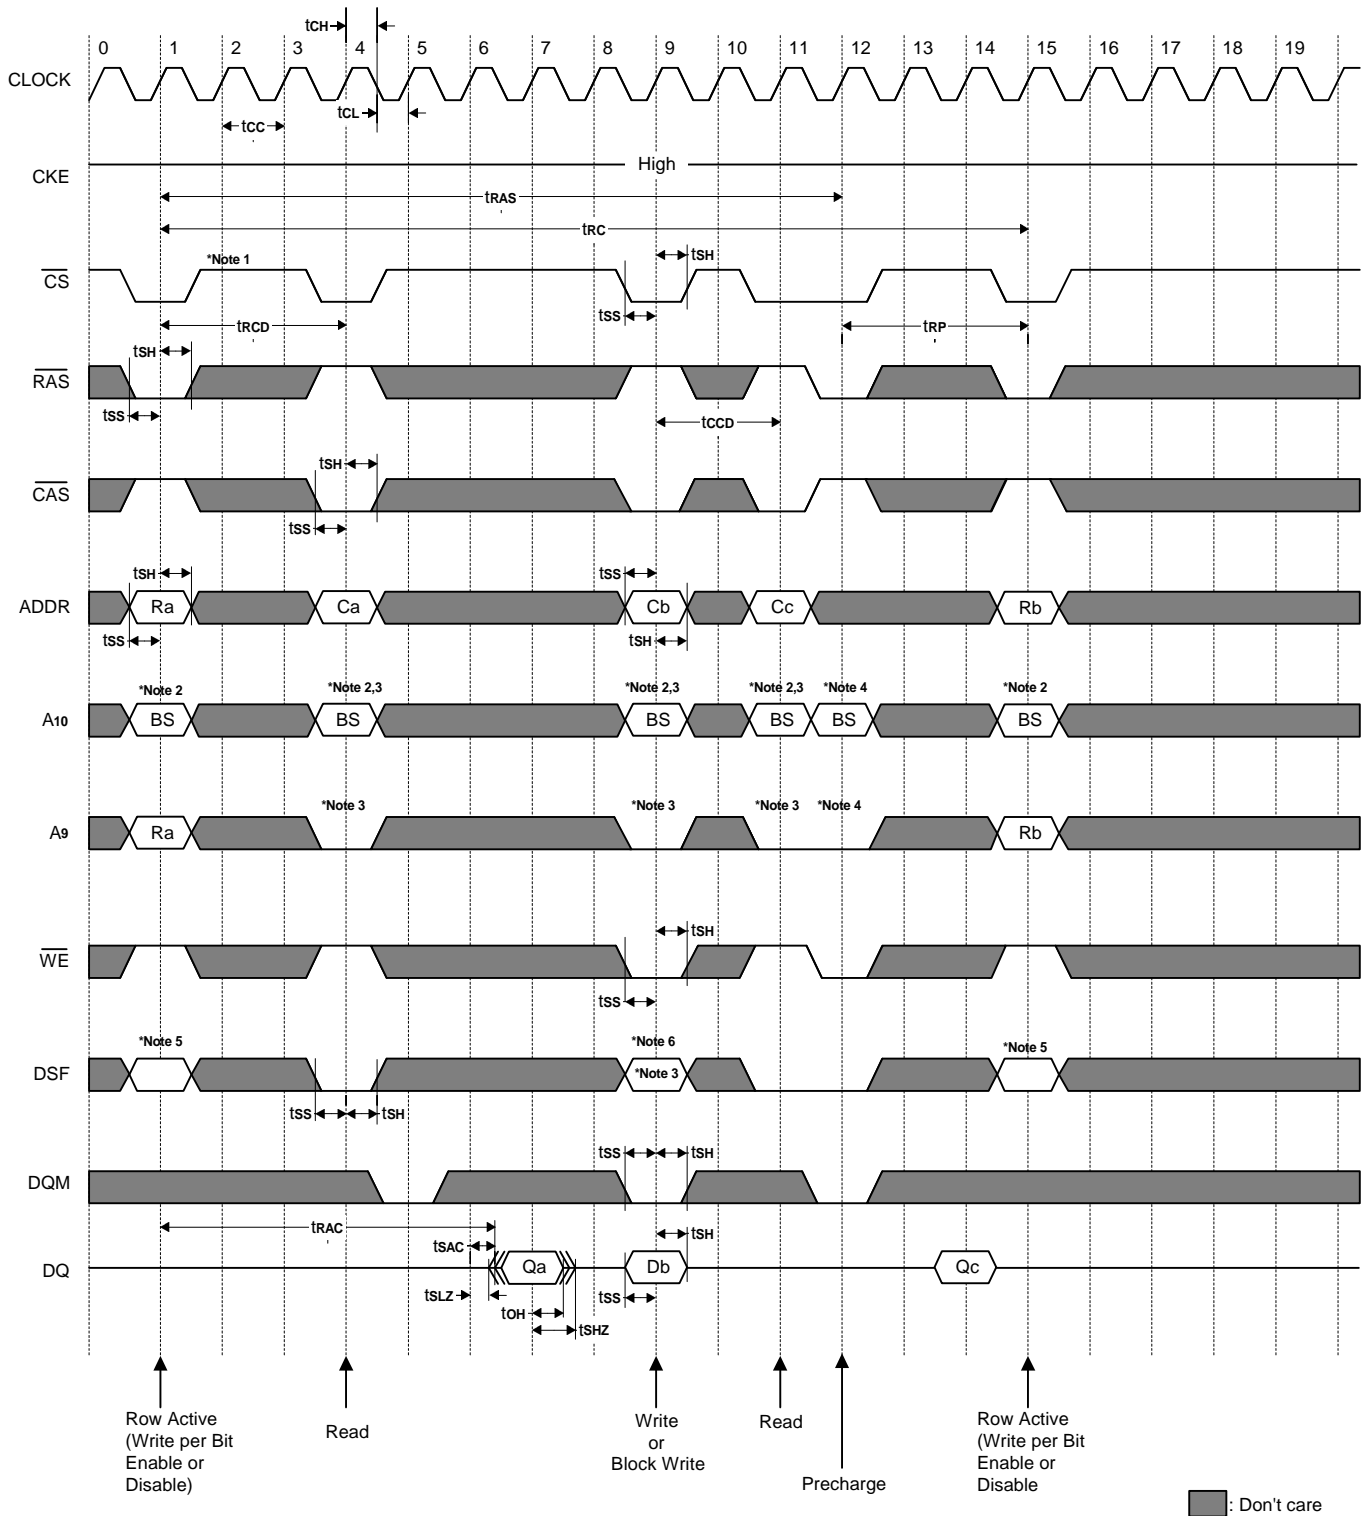 tCH
0 1 2 3 4 5 6 7 8 9 10 11 12 13 14 15 16 17 18 19
CLOCK
tCL
tCC
High
CKE
tRAS
tRC
*Note 1
tSH
CS
tSS
tRCD
tRP
tSH
RAS
tSS
tCCD
tSH
CAS
tSS
tSH
tSS
ADDR
Ra Ca Cb Cc Rb
tSS
tSH
*Note 2 *Note 2,3 *Note 2,3 *Note 2,3 *Note 4 *Note 2
A10
BS BS BS BS BS BS
*Note 3 *Note 3 *Note 3 *Note 4
A9
Ra Rb
tSH
WE
tSS
*Note 5 *Note 6 *Note 5
DSF
*Note 3
tSS tSH
tSS tSH
DQM
tRAC
tSH
tSAC
DQ
Qa Db Qc
tSLZ
tSS
tOH
tSHZ
Row Active
(Write per Bit
Enable or
Disable)
Read
Write
or
Block Write
Read
Precharge
Row Active
(Write per Bit
Enable or
Disable
: Don't care